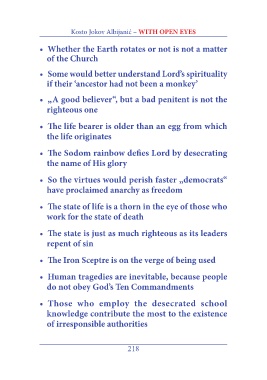 Kosto Jokov Albijanić – WITH OPEN EYES
• Whether the Earth rotates or not is not a matter
of the Church
• Some would better understand Lord's spirituality
if their ‘ancestor had not been a monkey’
• „A good believer“, but a bad penitent is not the
righteous one
• The life bearer is older than an egg from which
the life originates
• The Sodom rainbow defies Lord by desecrating
the name of His glory
• So the virtues would perish faster „democrats“
have proclaimed anarchy as freedom
• The state of life is a thorn in the eye of those who
work for the state of death
• The state is just as much righteous as its leaders
repent of sin
• The Iron Sceptre is on the verge of being used
• Human tragedies are inevitable, because people
do not obey God's Ten Commandments
• Those who employ the desecrated school
knowledge contribute the most to the existence
of irresponsible authorities
218